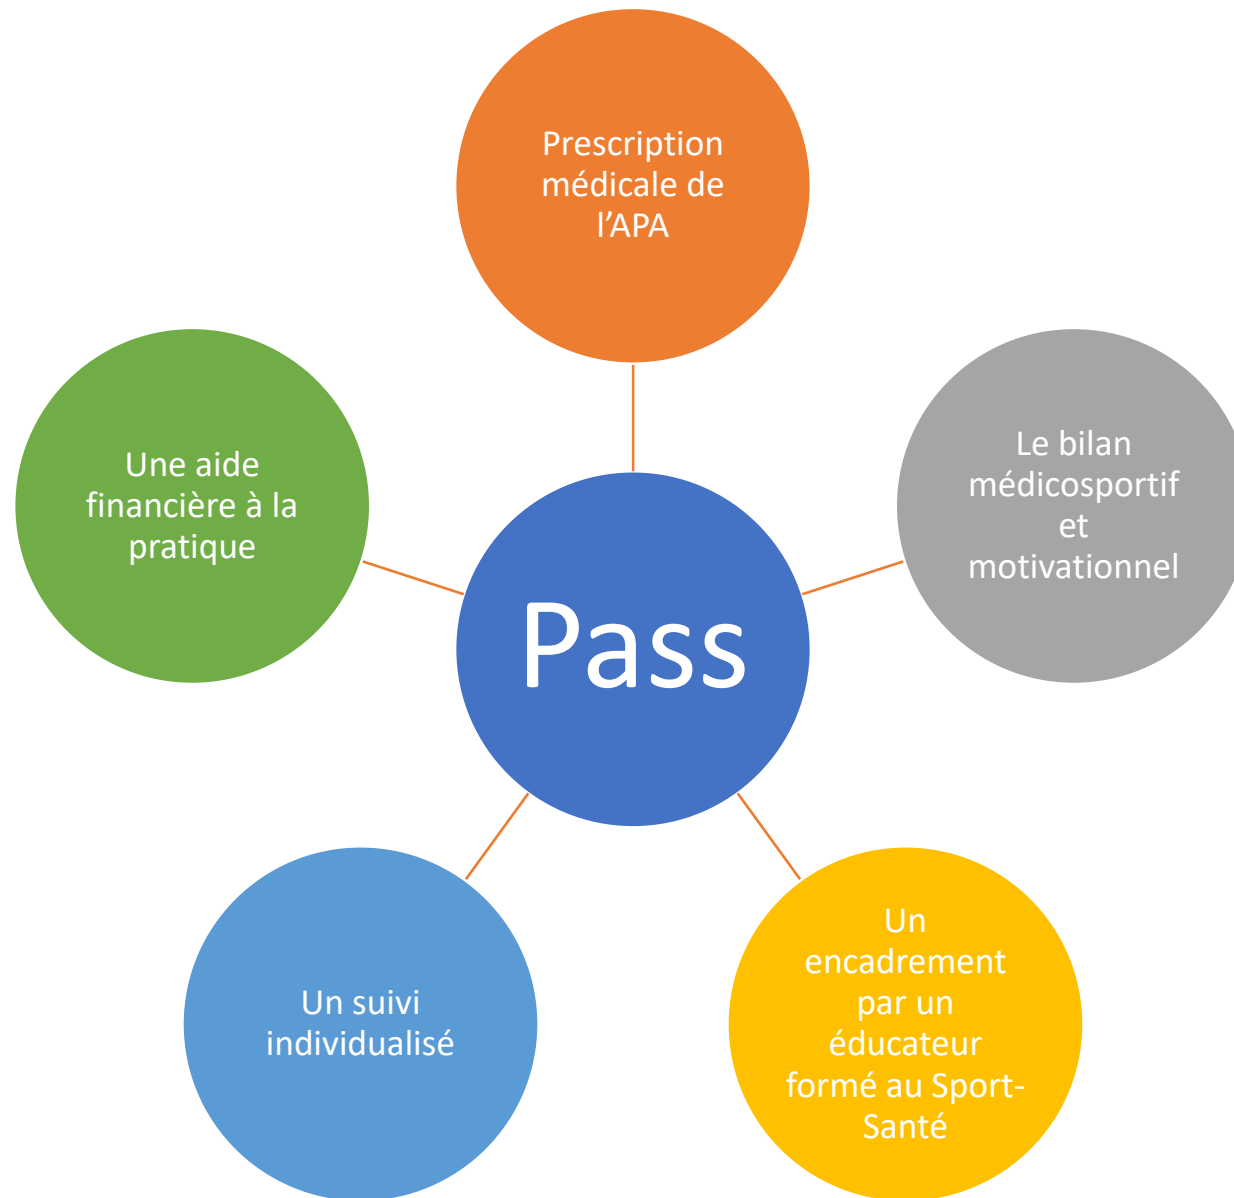 Prescription
médicale de
l’APA
Le bilan
médicosportif
et
motivationnel
Un
encadrement
par un
éducateur
formé au Sport-
Santé
Un suivi
individualisé
Une aide
financière à la
pratique
Pass